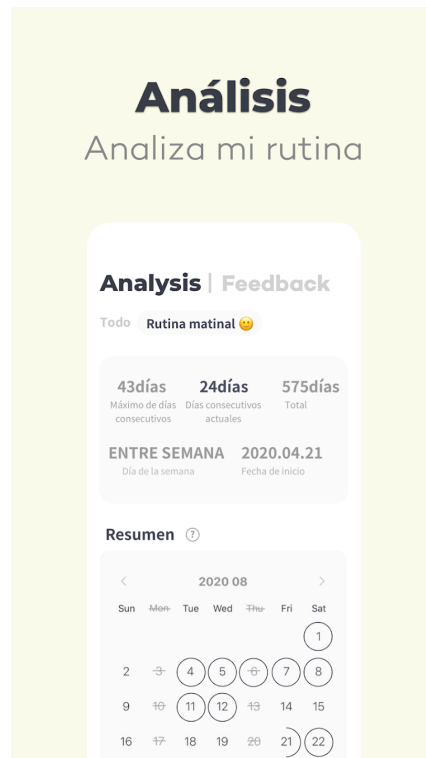 Análisis
Analiza mi rutina
Analysis | Feedback
Todo Rutina matinal
43días 24días 575días
Máximo de días Días consecutivos Total
consecutivos actuales
ENTRE SEMANA 2020.04.21
Día de la semana Fecha de inicio
Resumen ?
< 2020 08 >
Sun Mon Tue Wed Thu Fri Sat
1
2 3 4 5 6 7 8
9 10 11 12 13 14 15
16 17 18 19 20 21 22